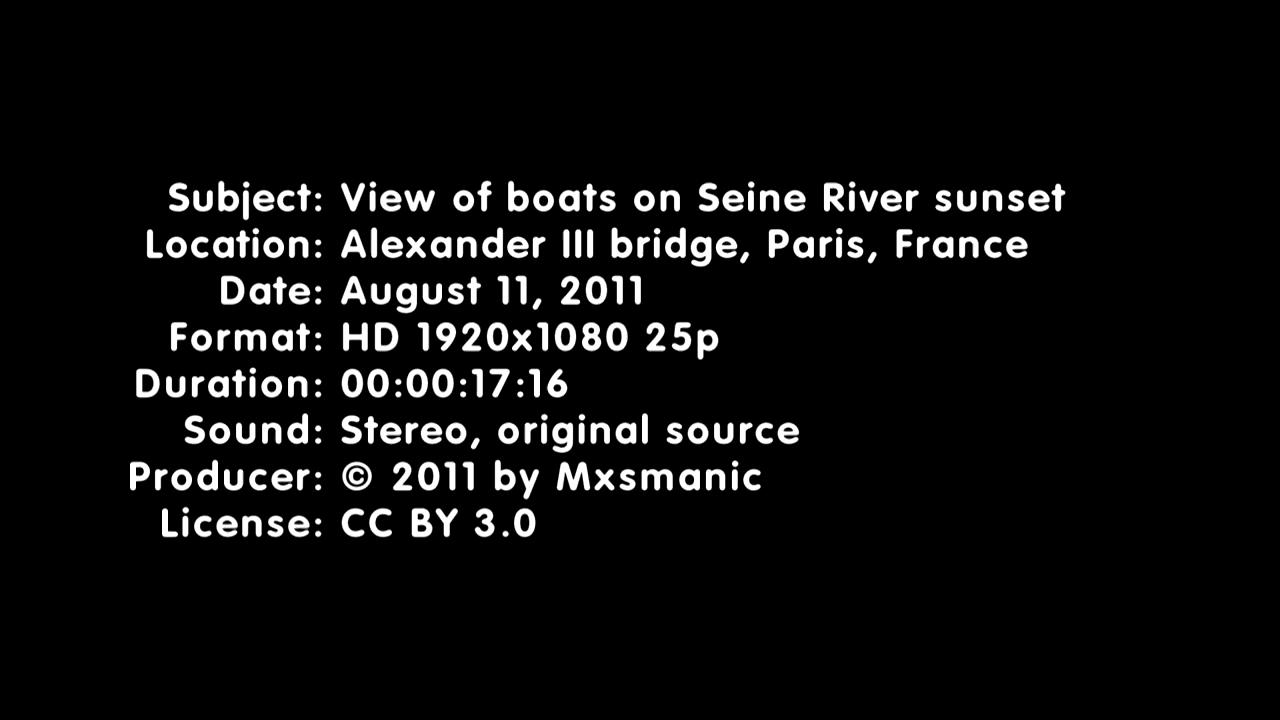 Subject: View of boats on Seine River sunset
Location: Alexander III bridge, Paris, France
Date: August 11, 2011
Format: HD 1920x1080 25p
Duration: 00:00:17:16
Sound: Stereo, original source
Producer: © 2011 by Mxsmanic
License: CC BY 3.0